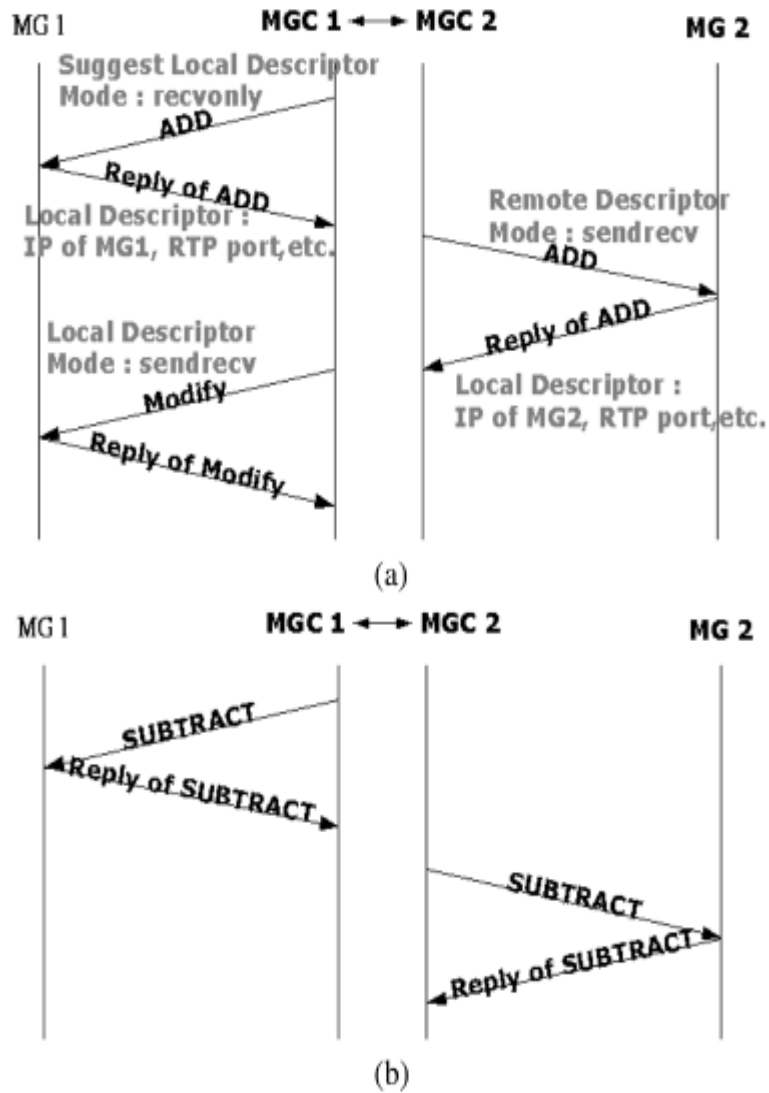 MG 1 MGC 1 MGC 2 MG 2
Suggest Local Descriptor
Mode : recvonly
ADD
Reply of ADD
Local Descriptor :
IP of MG1, RTP port,etc.
Remote Descriptor
Mode : sendrecv
ADD
Reply of ADD
Local Descriptor :
IP of MG2, RTP port,etc.
Local Descriptor
Mode : sendrecv
Modify
Reply of Modify
(a)
MG 1 MGC 1 MGC 2 MG 2
SUBTRACT
Reply of SUBTRACT
SUBTRACT
Reply of SUBTRACT
(b)